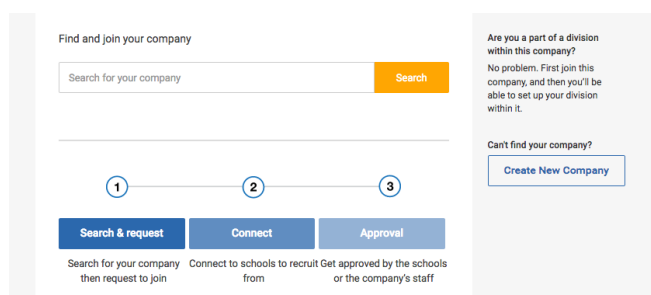 Find and join your company
Search for your company
Search
1
2
3
Search & request
Connect
Approval
Search for your company
then request to join
Connect to schools to recruit
from
Get approved by the schools
or the company's staff
Are you a part of a division
within this company?
No problem. First join this
company, and then you'll be
able to set up your division
within it.
Can't find your company?
Create New Company